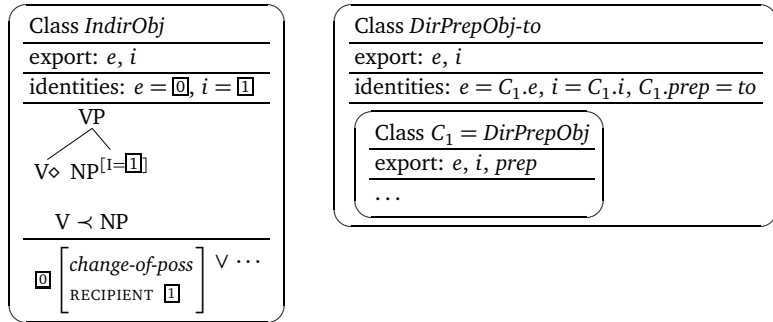 Class IndirObj
export: e, i
identities: e = 0, i = 1
VP
V⋄ NP[I=1]
V ≺ NP
0 [change-of-poss
RECIPIENT 1] ∨ ⋯
Class DirPrepObj-to
export: e, i
identities: e = C₁.e, i = C₁.i, C₁.prep = to
Class C₁ = DirPrepObj
export: e, i, prep
...